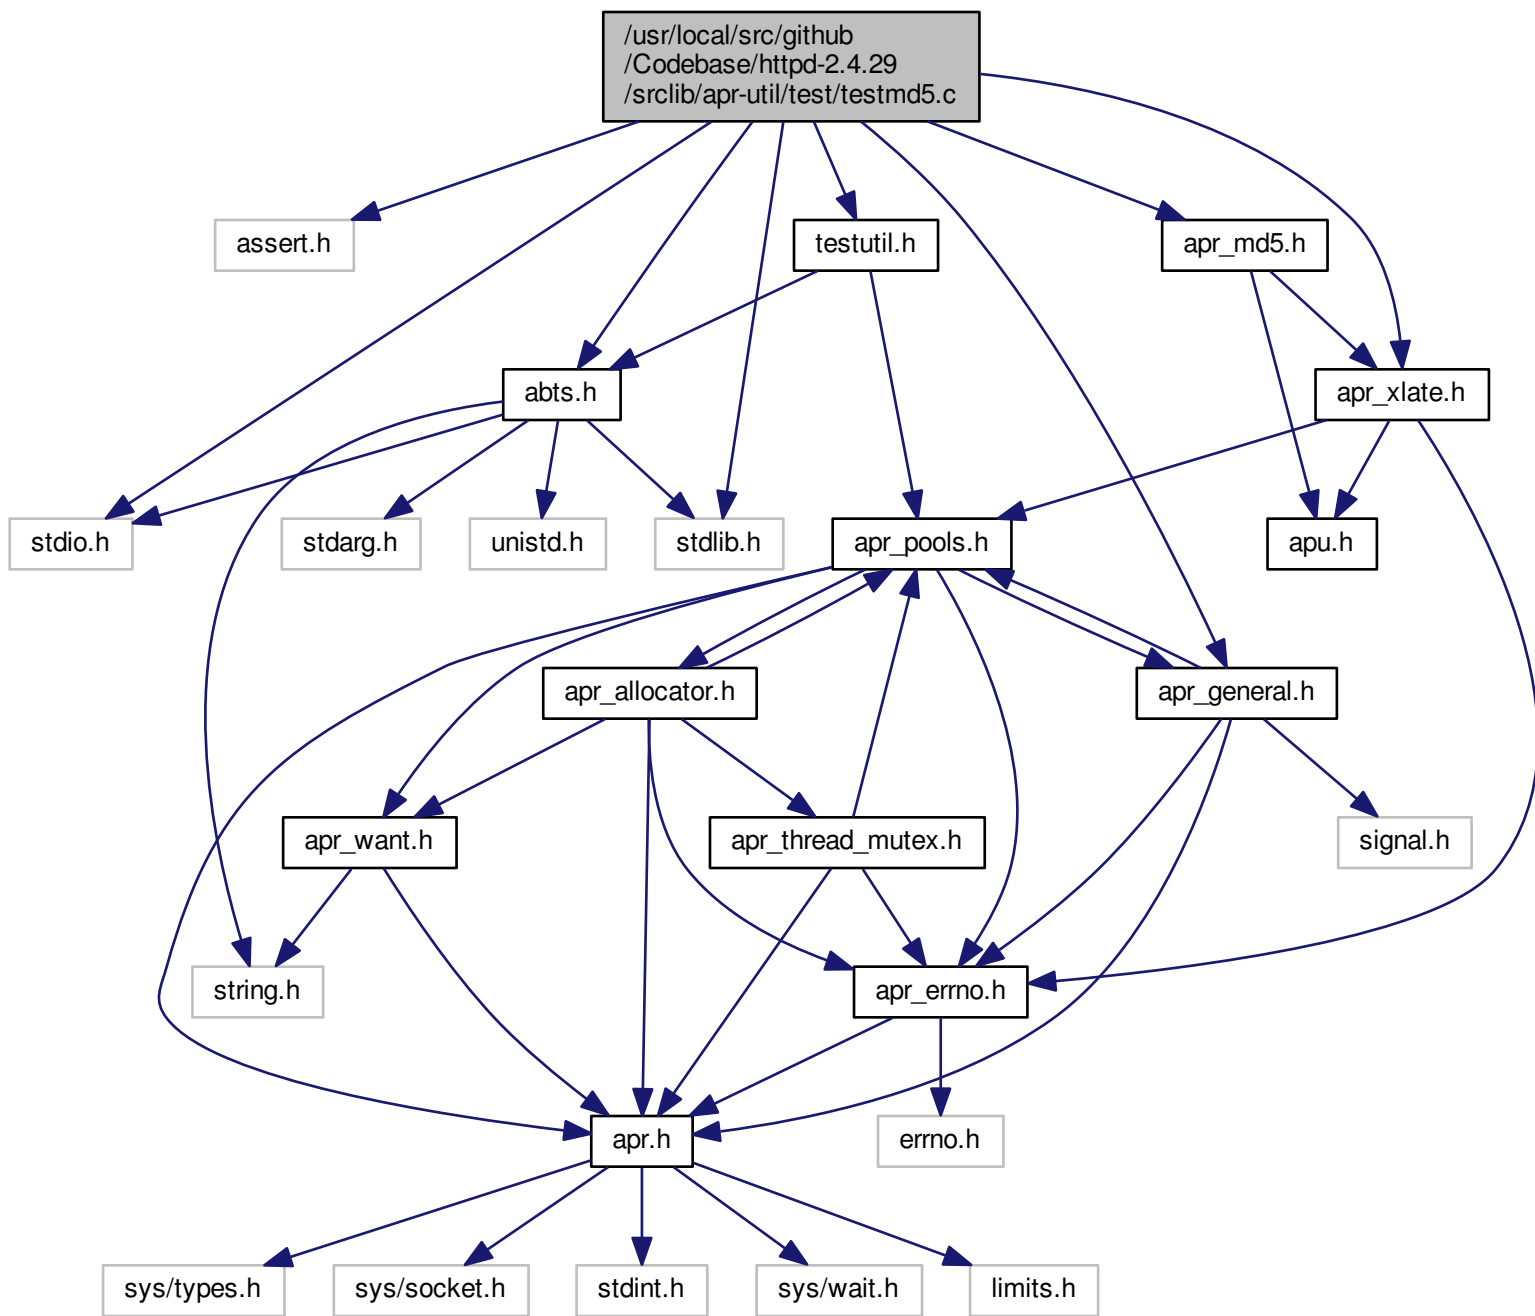 /usr/local/src/github
/Codebase/httpd-2.4.29
/srclib/apr-util/test/testmd5.c
assert.h
testutil.h
apr_md5.h
abts.h
apr_xlate.h
stdio.h
stdarg.h
unistd.h
stdlib.h
apr_pools.h
apu.h
apr_allocator.h
apr_general.h
apr_want.h
apr_thread_mutex.h
signal.h
string.h
apr_errno.h
apr.h
errno.h
sys/types.h
sys/socket.h
stdint.h
sys/wait.h
limits.h